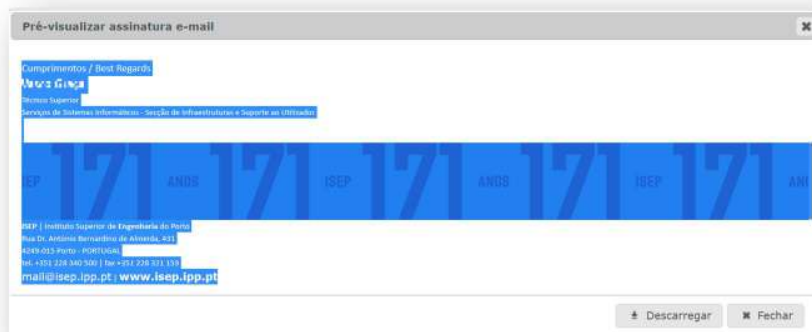 Pré-visualizar assinatura e-mail
Cumprimentos / Best Regards
Técnico Superior
Serviços de Sistemas Informáticos - Secção de Infraestruturas e Suporte ao Utilizador
ISEP 171 ANOS ISEP 171 ANOS ISEP 171 ANO
ISEP | Instituto Superior de Engenharia do Porto
Rua Dr. António Bernardino de Almeida, 431
4249-015 Porto - PORTUGAL
tel. +351 228 340 500 | fax +351 228 321 159
mail@isep.ipp.pt | www.isep.ipp.pt
Descarregar Fechar